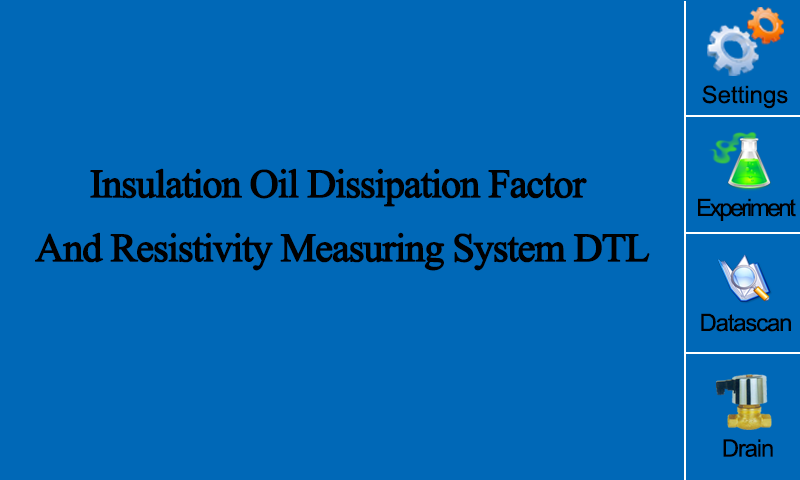 Insulation Oil Dissipation Factor
And Resistivity Measuring System DTL
Settings
Experiment
Datascan
Drain